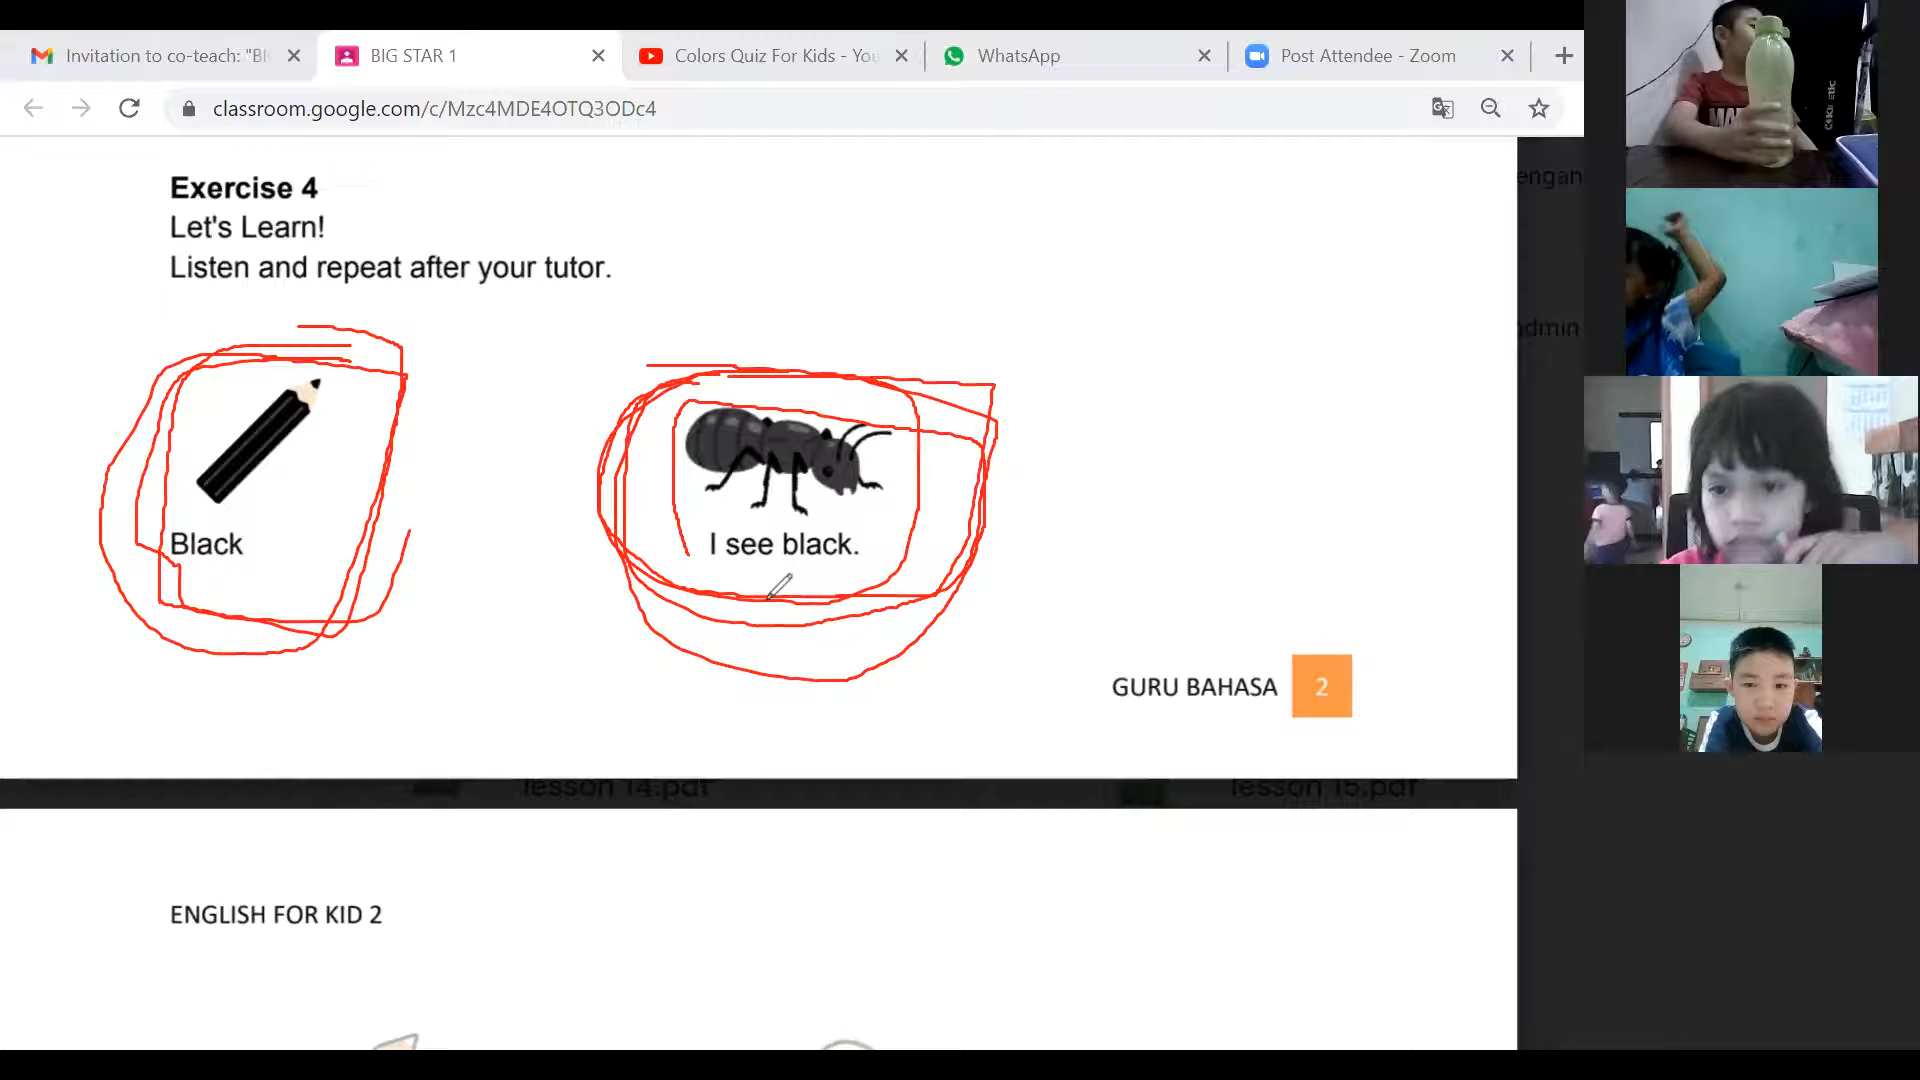 Invitation to co-teach: "BI
BIG STAR 1
Colors Quiz For Kids - You
WhatsApp
Post Attendee - Zoom
classroom.google.com/c/Mzc4MDE4OTQ3ODc4
Exercise 4
Let's Learn!
Listen and repeat after your tutor.
engan
dmin
Black
I see black.
GURU BAHASA 2
lesson 14.pdf
lesson 15.pdf
ENGLISH FOR KID 2